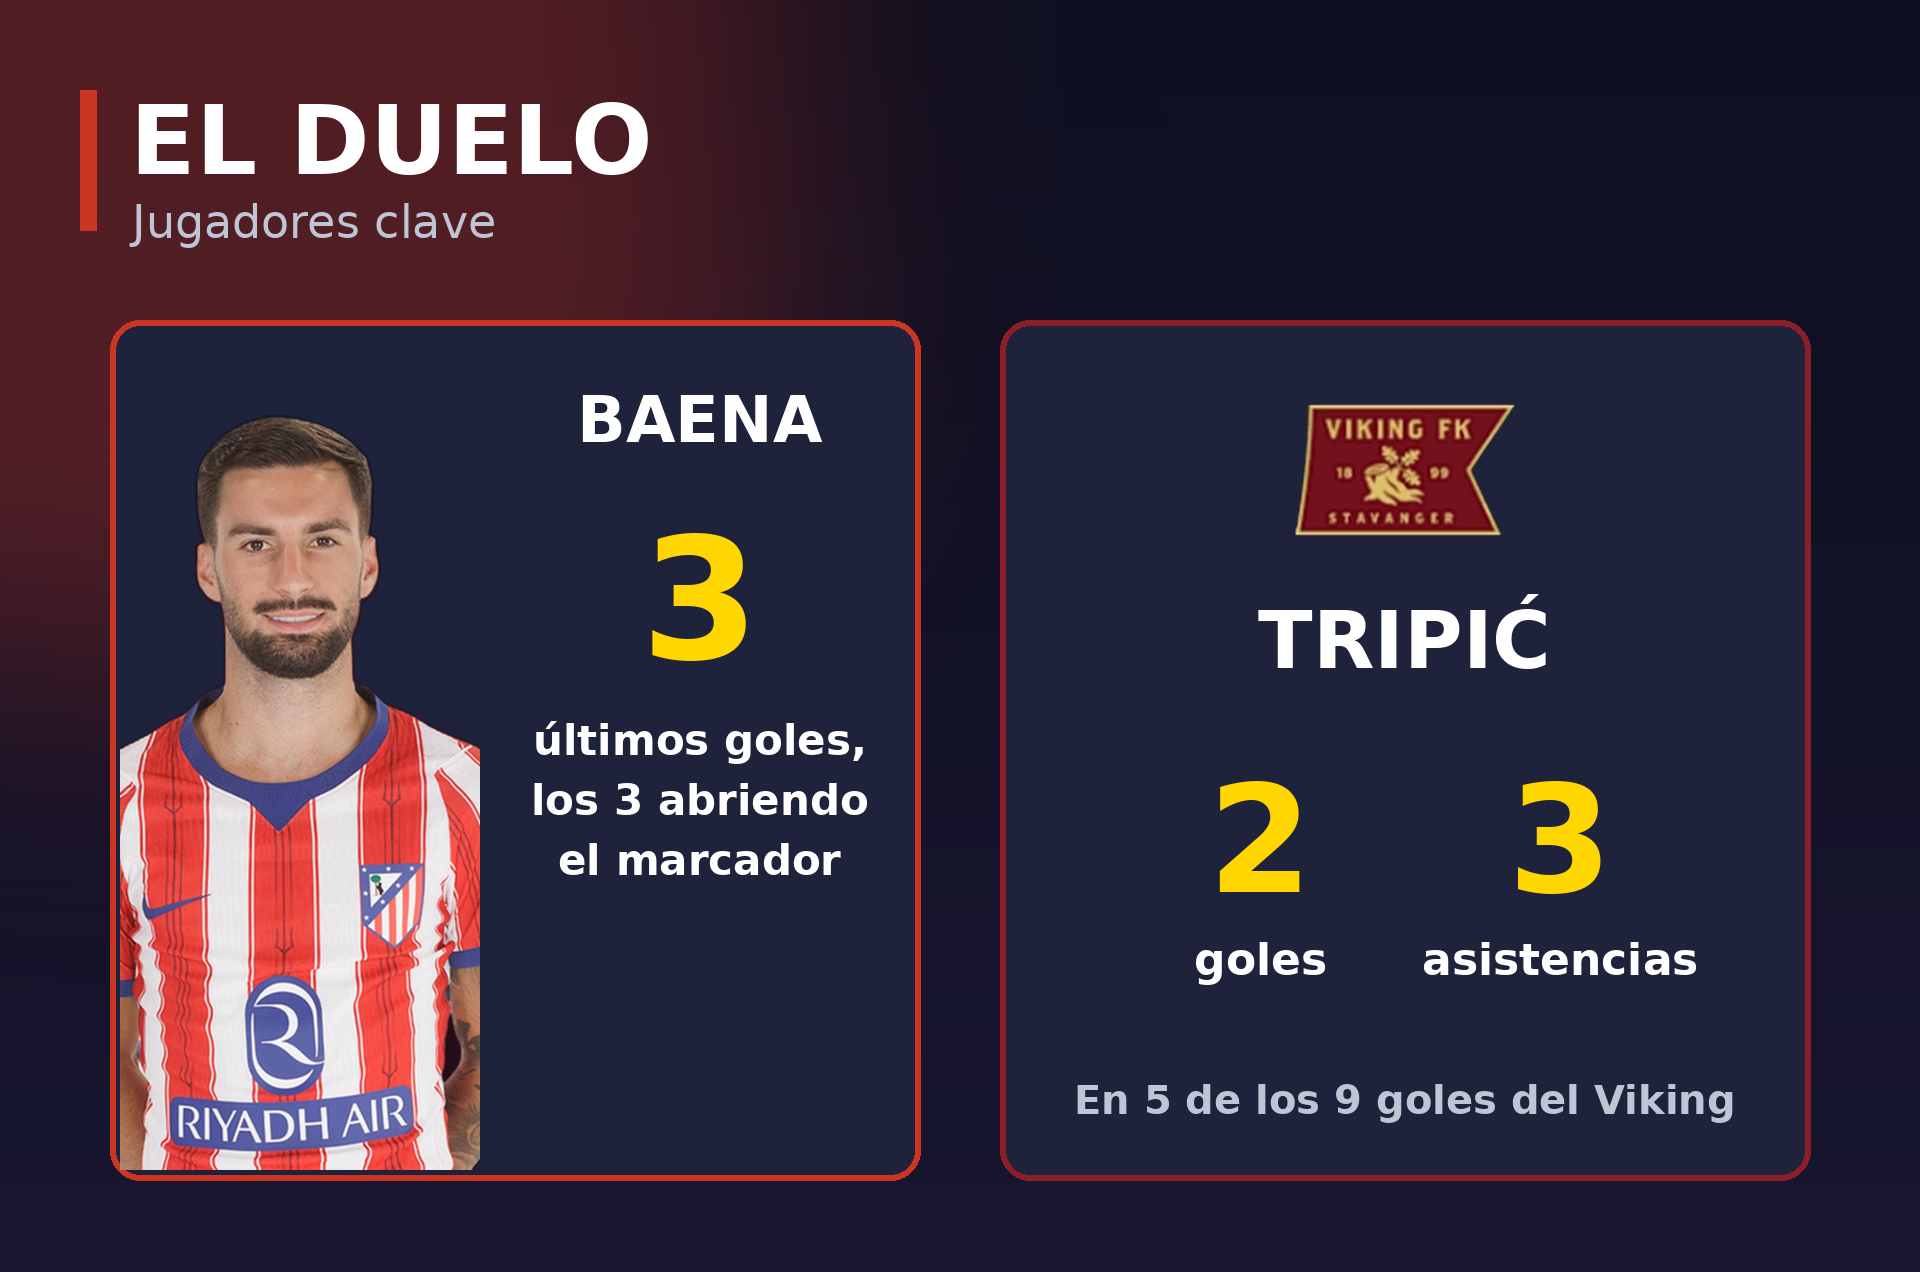 EL DUELO
Jugadores clave
BAENA
3
últimos goles,
los 3 abriendo
el marcador
RIYADH AIR
VIKING FK
18 99
STAVANGER
TRIPIĆ
2 3
goles asistencias
En 5 de los 9 goles del Viking